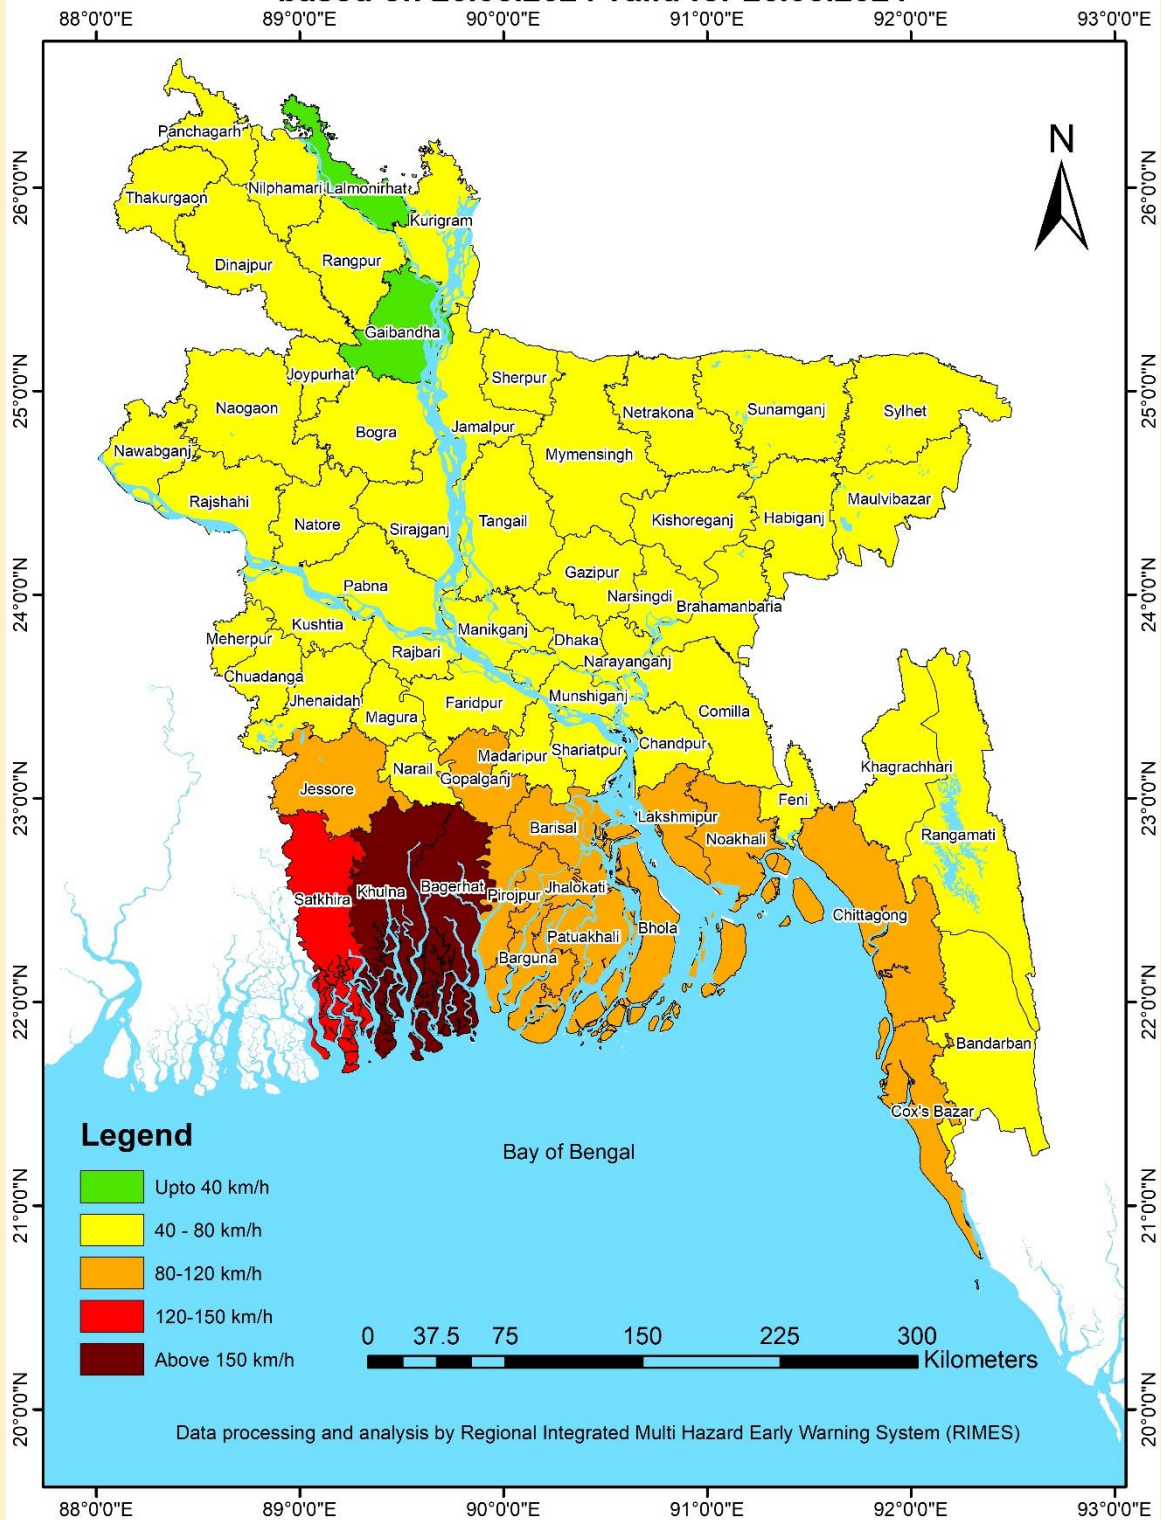 88°0'0"E 89°0'0"E 90°0'0"E 91°0'0"E 92°0'0"E 93°0'0"E
N
26°0'0"N
26°0'0"N
Panchagarh
Thakurgaon
Nilphamari
Lalmonirhat
Kurigram
Dinajpur
Rangpur
Gaibandha
25°0'0"N
25°0'0"N
Joypurhat
Sherpur
Naogaon
Netrakona
Sunamganj
Sylhet
Bogra
Jamalpur
Nawabganj
Mymensingh
Rajshahi
Maulvibazar
Natore
Sirajganj
Tangail
Kishoreganj
Habiganj
24°0'0"N
24°0'0"N
Pabna
Gazipur
Narsingdi
Brahamanbaria
Kushtia
Manikganj
Dhaka
Meherpur
Rajbari
Narayanganj
Chuadanga
Jhenaidah
Faridpur
Munshiganj
Magura
Comilla
Madaripur
Shariatpur
Chandpur
Khagrachhari
Narail
Gopalganj
23°0'0"N
23°0'0"N
Jessore
Feni
Lakshmipur
Barisal
Noakhali
Rangamati
Satkhira
Khulna
Bagerhat
Pirojpur
Jhalokati
Chittagong
Patuakhali
Bhola
Barguna
22°0'0"N
22°0'0"N
Bandarban
Cox's Bazar
Legend
Bay of Bengal
Upto 40 km/h
21°0'0"N
21°0'0"N
40 - 80 km/h
80-120 km/h
120-150 km/h
0 37.5 75 150 225 300
Above 150 km/h
Kilometers
20°0'0"N
20°0'0"N
Data processing and analysis by Regional Integrated Multi Hazard Early Warning System (RIMES)
88°0'0"E 89°0'0"E 90°0'0"E 91°0'0"E 92°0'0"E 93°0'0"E